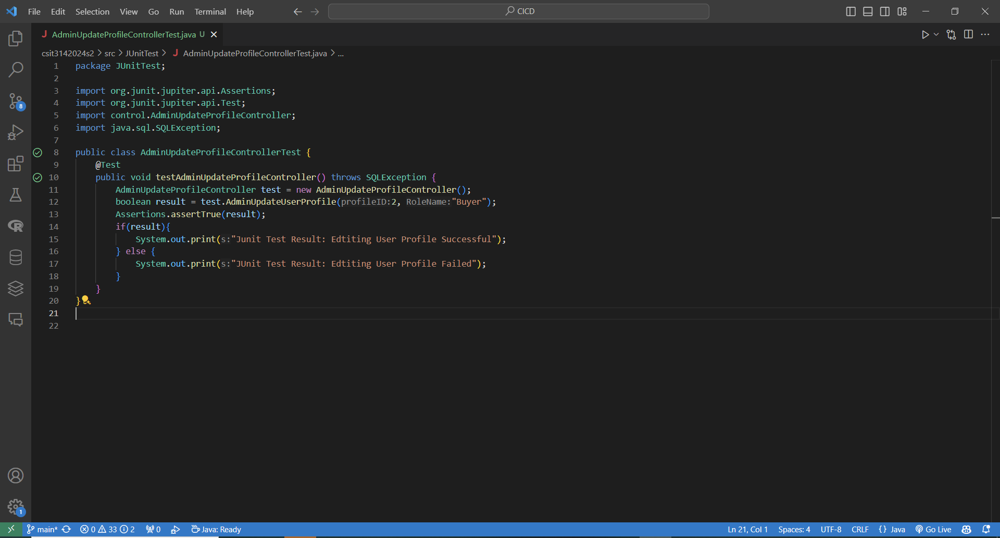 File Edit Selection View Go Run Terminal Help
CICD
J AdminUpdateProfileControllerTest.java U
csit3142024s2 > src > JUnitTest > J AdminUpdateProfileControllerTest.java > ...
1 package JUnitTest;
2
3 import org.junit.jupiter.api.Assertions;
4 import org.junit.jupiter.api.Test;
5 import control.AdminUpdateProfileController;
6 import java.sql.SQLException;
7
8 public class AdminUpdateProfileControllerTest {
9 @Test
10 public void testAdminUpdateProfileController() throws SQLException {
11 AdminUpdateProfileController test = new AdminUpdateProfileController();
12 boolean result = test.AdminUpdateUserProfile(profileID:2, RoleName:"Buyer");
13 Assertions.assertTrue(result);
14 if(result){
15 System.out.print(s:"Junit Test Result: Edtiting User Profile Successful");
16 } else {
17 System.out.print(s:"JUnit Test Result: Edtiting User Profile Failed");
18 }
19 }
20 }
21
22
8
R
1
main* 0 33 2 0 Java: Ready Ln 21, Col 1 Spaces: 4 UTF-8 CRLF {} Java Go Live